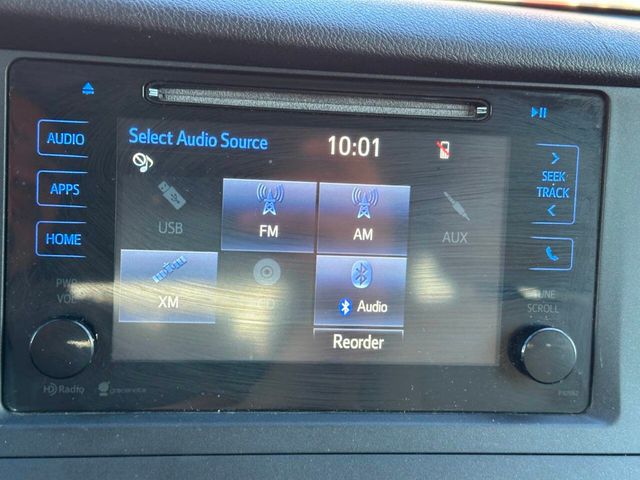 AUDIO
APPS
HOME
PWR
VOL
HD Radio
gracenote
Select Audio Source
10:01
USB
FM
AM
AUX
XM
CD
Audio
Reorder
SEEK
TRACK
TUNE
SCROLL